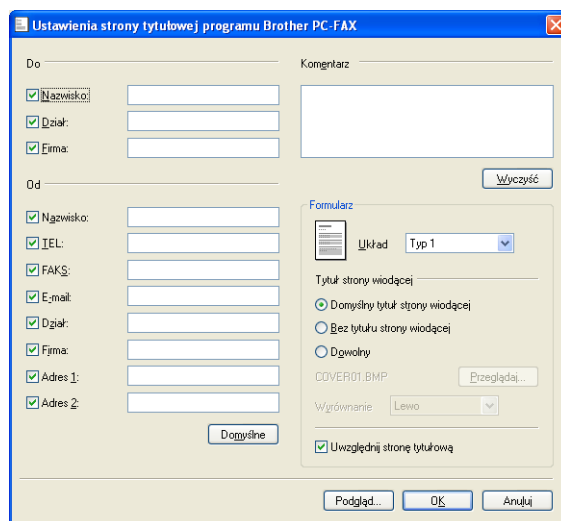 Ustawienia strony tytułowej programu Brother PC-FAX
Do
Nazwisko:
Dział:
Firma:
Od
Nazwisko:
TEL:
FAKS:
E-mail:
Dział:
Firma:
Adres 1:
Adres 2:
Domyślne
Komentarz
Wyczyść
Formularz
Układ Typ 1
Tytuł strony wiodącej
Domyślny tytuł strony wiodącej
Bez tytułu strony wiodącej
Dowolny
COVER01.BMP Przeglądaj...
Wyrównanie Lewo
Uwzględnij stronę tytułową
Podgląd... OK Anuluj